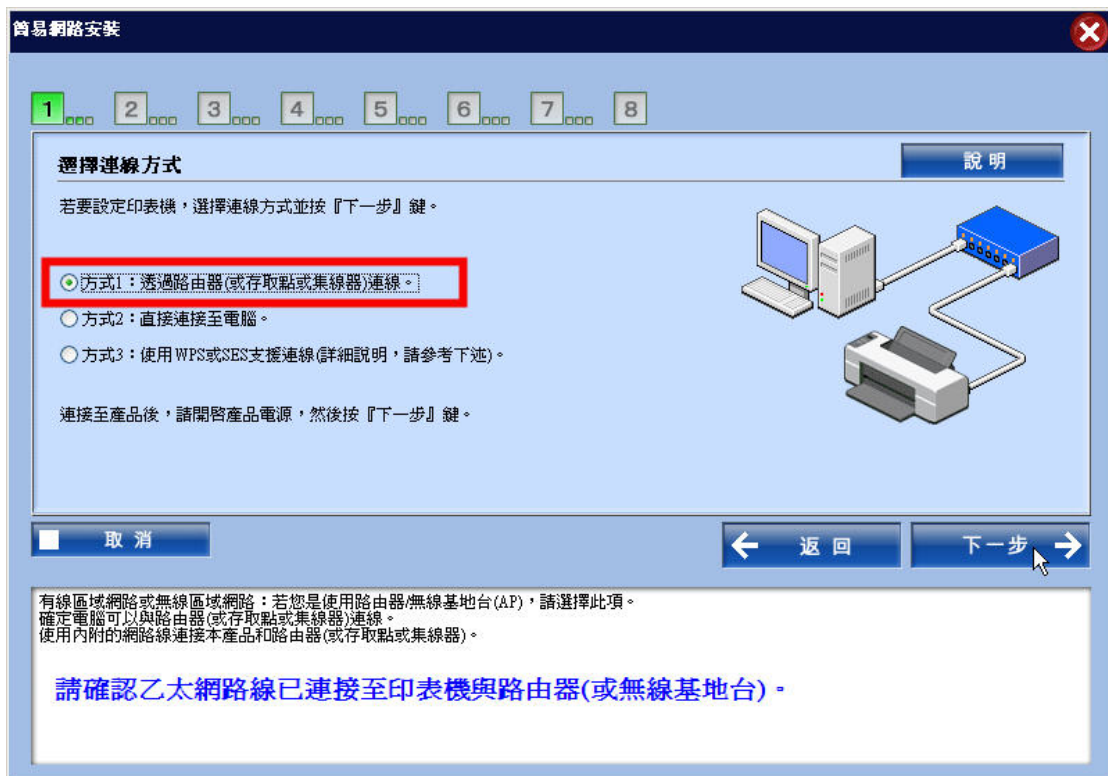 簡易網路安裝
1 2 3 4 5 6 7 8
選擇連線方式
說明
若要設定印表機，選擇連線方式並按『下一步』鍵。
方式1：透過路由器(或存取點或集線器)連線。
方式2：直接連接至電腦。
方式3：使用WPS或SES支援連線(詳細說明，請參考下述)。
連接至產品後，請開啓產品電源，然後按『下一步』鍵。
取消
返回
下一步
有線區域網路或無線區域網路：若您是使用路由器/無線基地台(AP)，請選擇此項。
確定電腦可以與路由器(或存取點或集線器)連線。
使用內附的網路線連接本產品和路由器(或存取點或集線器)。
請確認乙太網路線已連接至印表機與路由器(或無線基地台)。